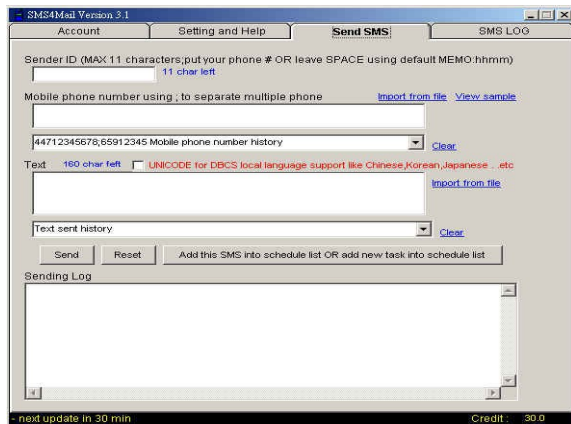 SMS4Mail Version 3.1
Account Setting and Help Send SMS SMS LOG
Sender ID (MAX 11 characters;put your phone # OR leave SPACE using default MEMO:hhmm)
11 char left
Mobile phone number using ; to separate multiple phone Import from file View sample
44712345678;65912345 Mobile phone number history Clear
Text 160 char feft UNICODE for DBCS local language support like Chinese,Korean,Japanese ...etc
Import from file
Text sent history Clear
Send Reset Add this SMS into schedule list OR add new task into schedule list
Sending Log
- next update in 30 min Credit : 30.0